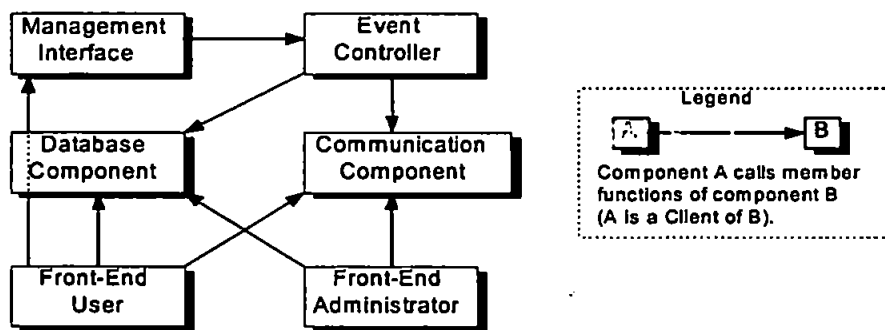 Management
Interface
Event
Controller
Database
Component
Communication
Component
Front-End
User
Front-End
Administrator
Legend
A
B
Component A calls member
functions of component B
(A is a Client of B).